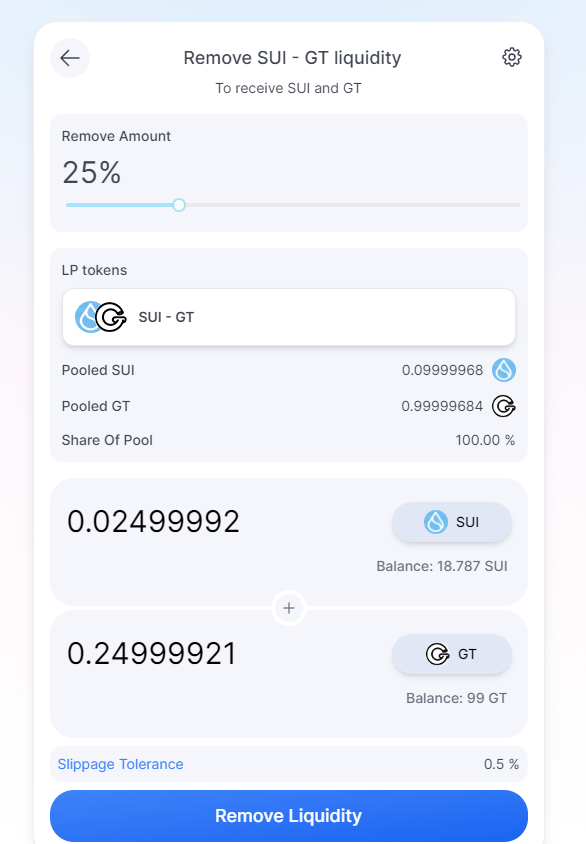 Remove SUI - GT liquidity
To receive SUI and GT
Remove Amount
25%
LP tokens
SUI - GT
Pooled SUI 0.09999968
Pooled GT 0.99999684
Share Of Pool 100.00 %
0.02499992 SUI
Balance: 18.787 SUI
+
0.24999921 GT
Balance: 99 GT
Slippage Tolerance 0.5 %
Remove Liquidity